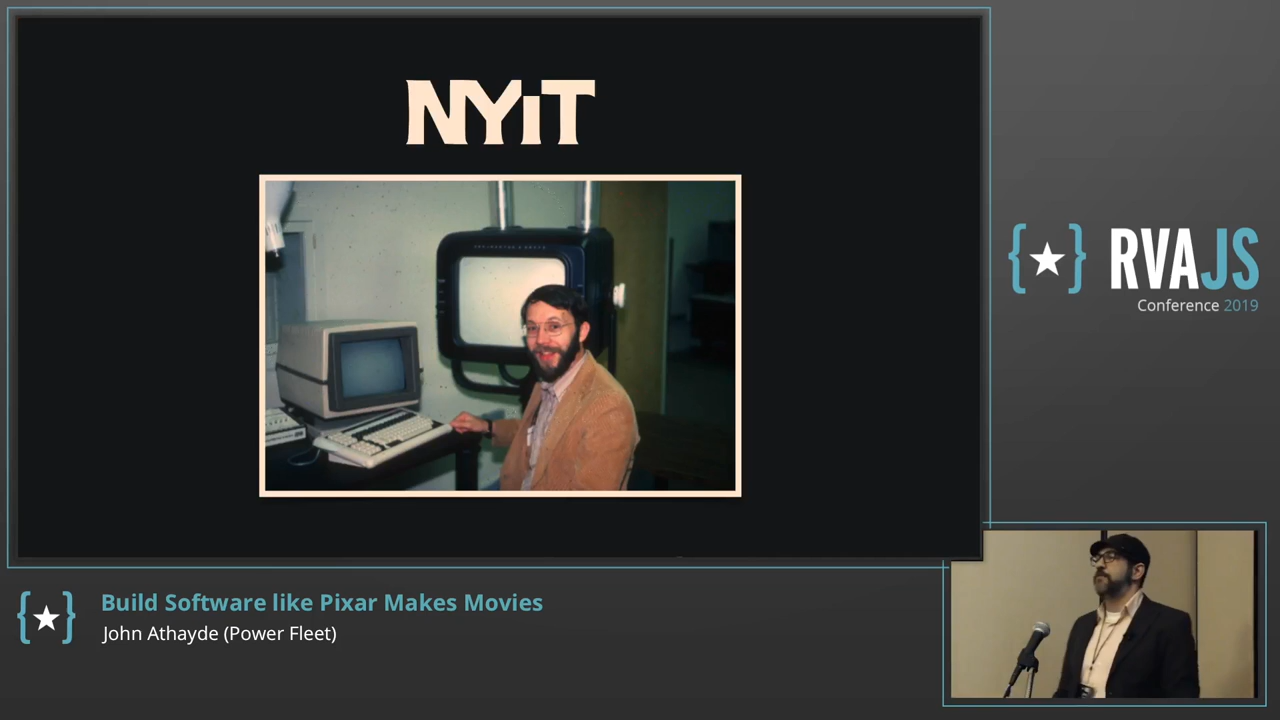 NYiT
{★} RVAJS
Conference 2019
{★} Build Software like Pixar Makes Movies
John Athayde (Power Fleet)